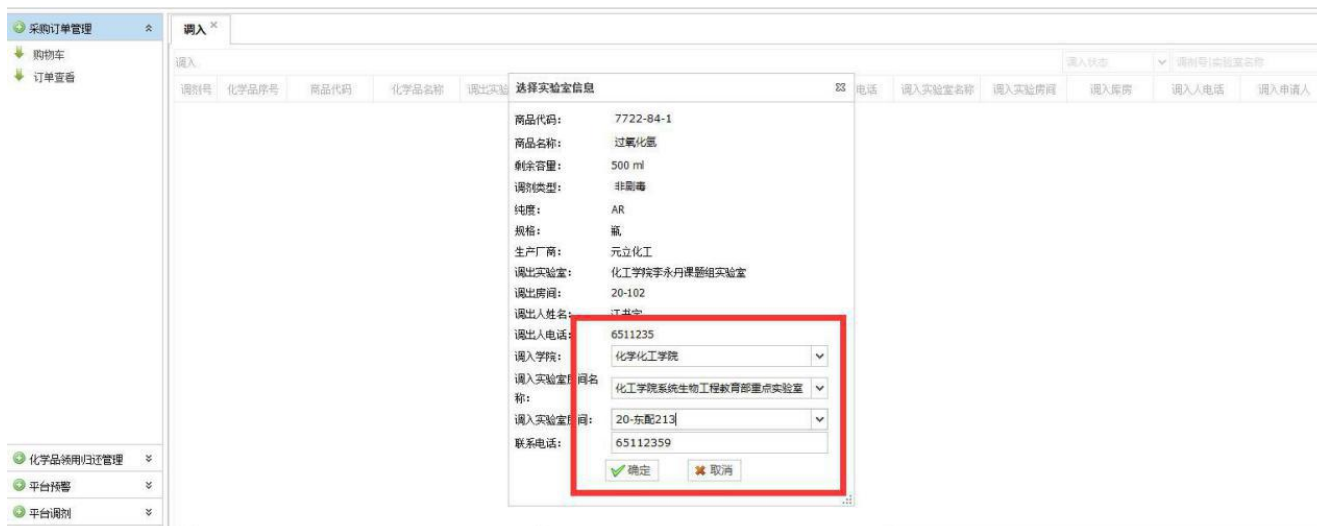 采购订单管理
购物车
订单查看
化学品领用归还管理
平台预警
平台调剂
调入
调入
调入状态
调剂号|实验室名称
调剂号 化学品序号 商品代码 化学品名称 调出实验 电话 调入实验室名称 调入实验房间 调入库房 调入人电话 调入申请人
选择实验室信息
商品代码: 7722-84-1
商品名称: 过氧化氢
剩余容量: 500 ml
调剂类型: 非剧毒
纯度: AR
规格: 瓶
生产厂商: 元立化工
调出实验室: 化工学院李永丹课题组实验室
调出房间: 20-102
调出人姓名:
调出人电话: 6511235
调入学院: 化学化工学院
调入实验室房间名
称: 化工学院系统生物工程教育部重点实验室
调入实验室房间: 20-东配213
联系电话: 65112359
确定 取消